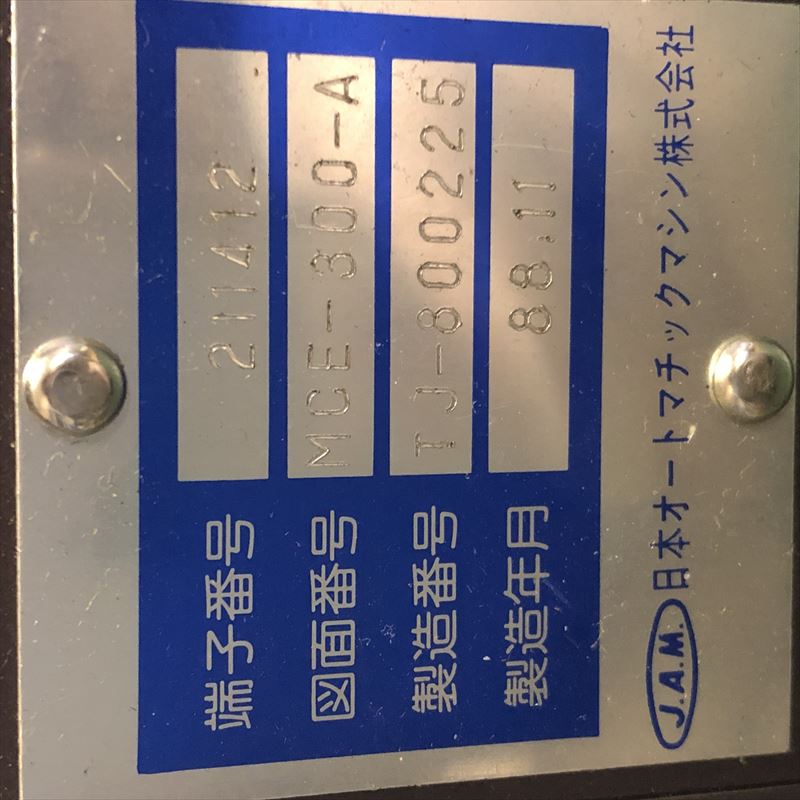 端子番号 211412
図面番号 MCE-300-A
製造番号 TJ-800225
製造年月 88.11
J.A.M. 日本オートマチックマシン株式会社